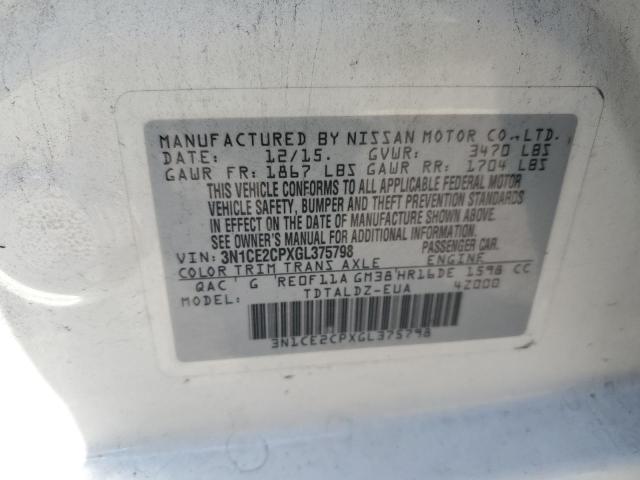 MANUFACTURED BY NISSAN MOTOR CO.,LTD.
DATE: 12/15. GVWR: 3470 LBS
GAWR FR: 1867 LBS GAWR RR: 1704 LBS
THIS VEHICLE CONFORMS TO ALL APPLICABLE FEDERAL MOTOR
VEHICLE SAFETY, BUMPER AND THEFT PREVENTION STANDARDS
IN EFFECT ON THE DATE OF MANUFACTURE SHOWN ABOVE.
SEE OWNER'S MANUAL FOR ADDITIONAL INFORMATION.
VIN: 3N1CE2CPXGL375798 PASSENGER CAR.
COLOR TRIM TRANS AXLE ENGINE
QAC G RE0F11A GM38 HR16DE 1598 CC
MODEL: TDTALDZ-EUA 4Z000
3N1CE2CPXGL375798